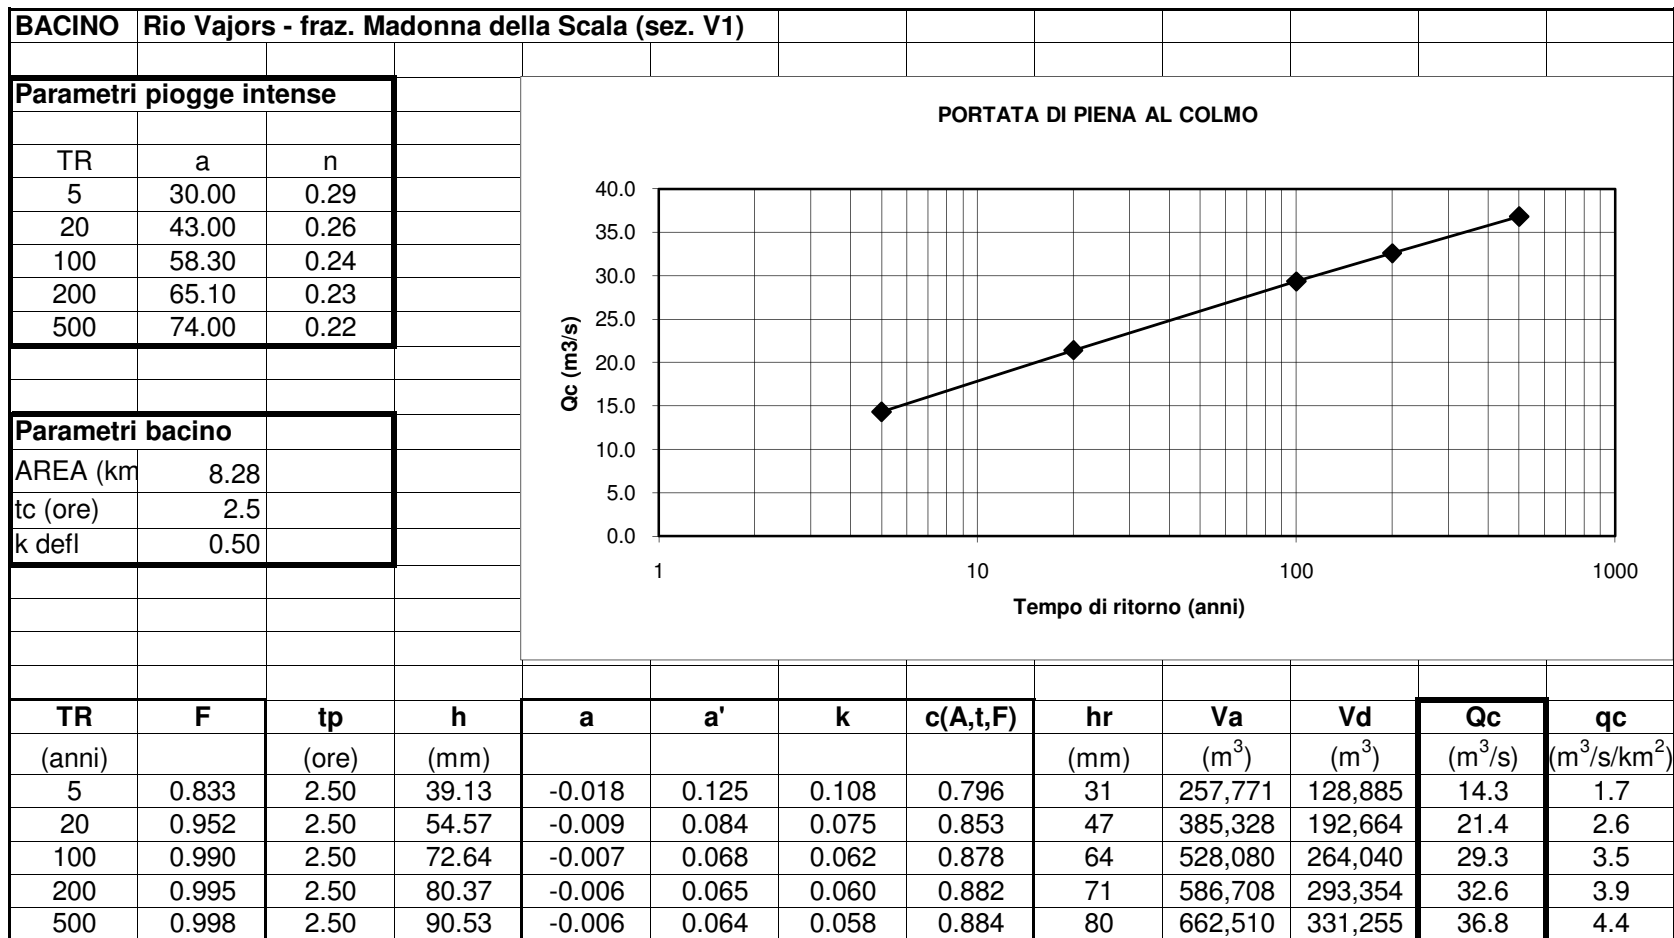 BACINO Rio Vajors - fraz. Madonna della Scala (sez. V1)
Parametri piogge intense
TR a n
5 30.00 0.29
20 43.00 0.26
100 58.30 0.24
200 65.10 0.23
500 74.00 0.22
Parametri bacino
AREA (km 8.28
tc (ore) 2.5
k defl 0.50
PORTATA DI PIENA AL COLMO
Qc (m3/s)
40.0
35.0
30.0
25.0
20.0
15.0
10.0
5.0
0.0
1 10 100 1000
Tempo di ritorno (anni)
TR F tp h a a' k c(A,t,F) hr Va Vd Qc qc
(anni) (ore) (mm) (mm) (m³) (m³) (m³/s) (m³/s/km²)
5 0.833 2.50 39.13 -0.018 0.125 0.108 0.796 31 257,771 128,885 14.3 1.7
20 0.952 2.50 54.57 -0.009 0.084 0.075 0.853 47 385,328 192,664 21.4 2.6
100 0.990 2.50 72.64 -0.007 0.068 0.062 0.878 64 528,080 264,040 29.3 3.5
200 0.995 2.50 80.37 -0.006 0.065 0.060 0.882 71 586,708 293,354 32.6 3.9
500 0.998 2.50 90.53 -0.006 0.064 0.058 0.884 80 662,510 331,255 36.8 4.4